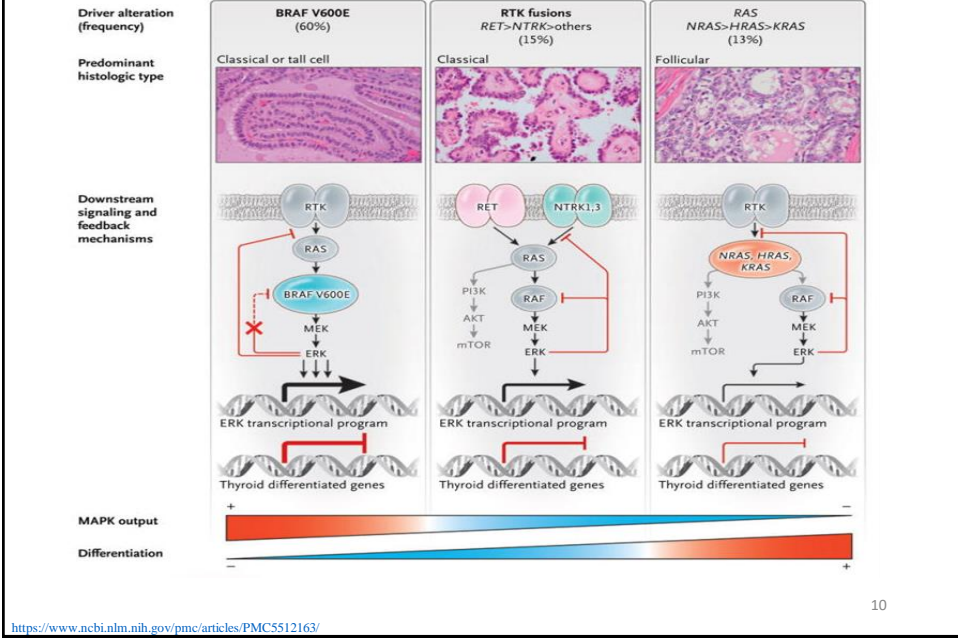 Driver alteration
(frequency)
BRAF V600E
(60%)
RTK fusions
RET>NTRK>others
(15%)
RAS
NRAS>HRAS>KRAS
(13%)
Predominant
histologic type
Classical or tall cell
Classical
Follicular
Downstream
signaling and
feedback
mechanisms
RTK
RAS
BRAF V600E
MEK
ERK
ERK transcriptional program
Thyroid differentiated genes
RET
NTRK1,3
RAS
PI3K
RAF
AKT
MEK
mTOR
ERK
ERK transcriptional program
Thyroid differentiated genes
RTK
NRAS, HRAS,
KRAS
PI3K
RAF
AKT
MEK
mTOR
ERK
ERK transcriptional program
Thyroid differentiated genes
+
–
MAPK output
Differentiation
–
+
10
https://www.ncbi.nlm.nih.gov/pmc/articles/PMC5512163/